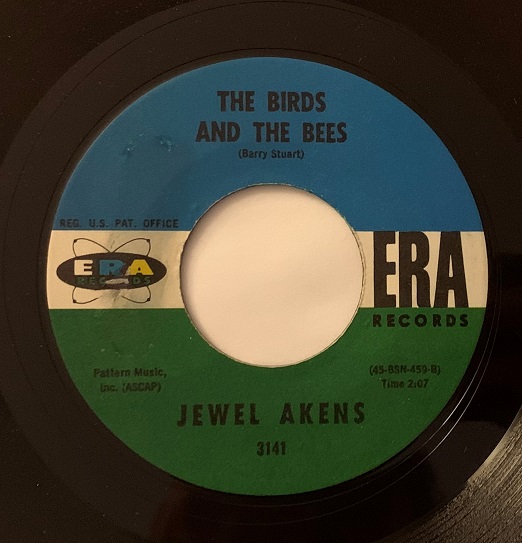 THE BIRDS
AND THE BEES
(Barry Stuart)
REG. U.S. PAT. OFFICE
ERA
RECORDS
ERA
RECORDS
Pattern Music,
Inc. (ASCAP)
(45-BSN-459-B)
Time 2:07
JEWEL AKENS
3141